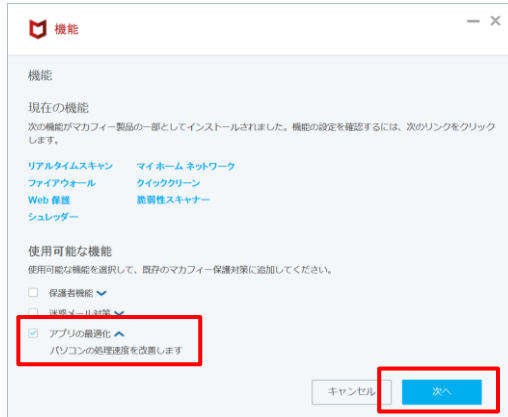 機能
機能
現在の機能
次の機能がマカフィー製品の一部としてインストールされました。機能の設定を確認するには、次のリンクをクリック
します。
リアルタイムスキャン マイ ホーム ネットワーク
ファイアウォール クイッククリーン
Web 保護 脆弱性スキャナー
シュレッダー
使用可能な機能
使用可能な機能を選択して、既存のマカフィー保護対策に追加してください。
保護者機能
迷惑メール対策
アプリの最適化
パソコンの処理速度を改善します
キャンセル 次へ